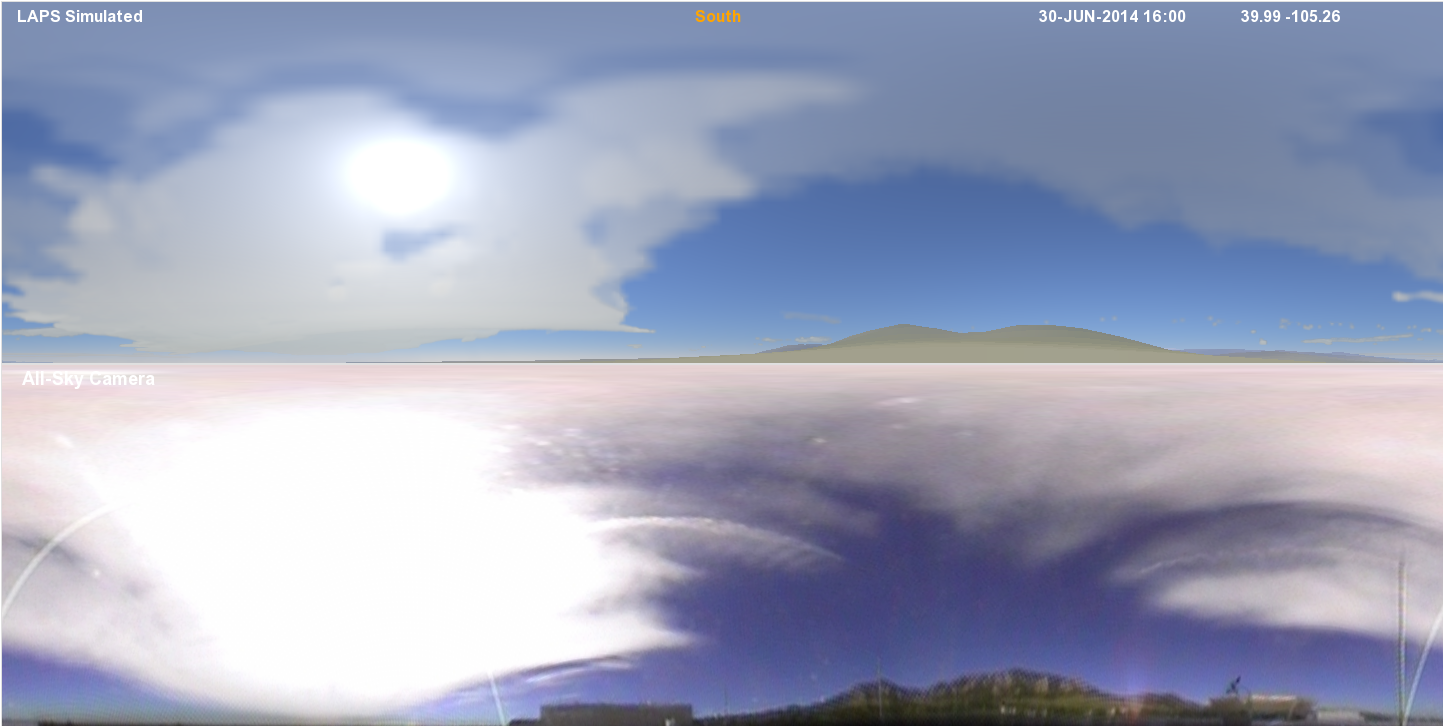 LAPS Simulated South 30-JUN-2014 16:00 39.99 -105.26
All-Sky Camera